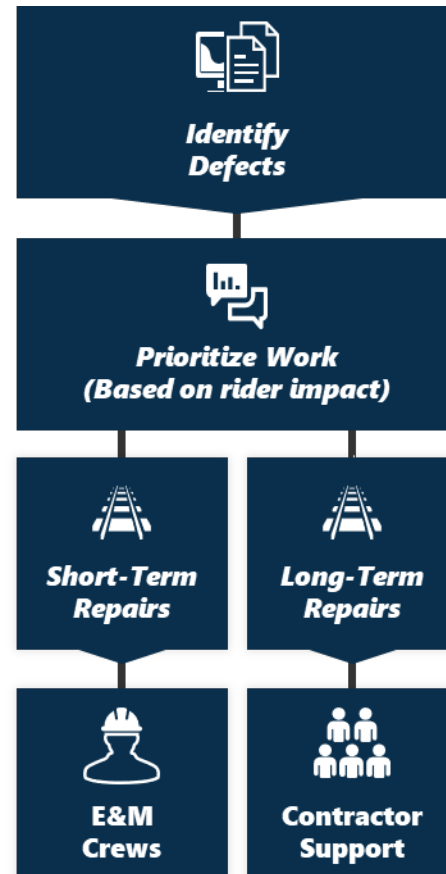 Identify
Defects
Prioritize Work
(Based on rider impact)
Short-Term
Repairs
Long-Term
Repairs
E&M
Crews
Contractor
Support